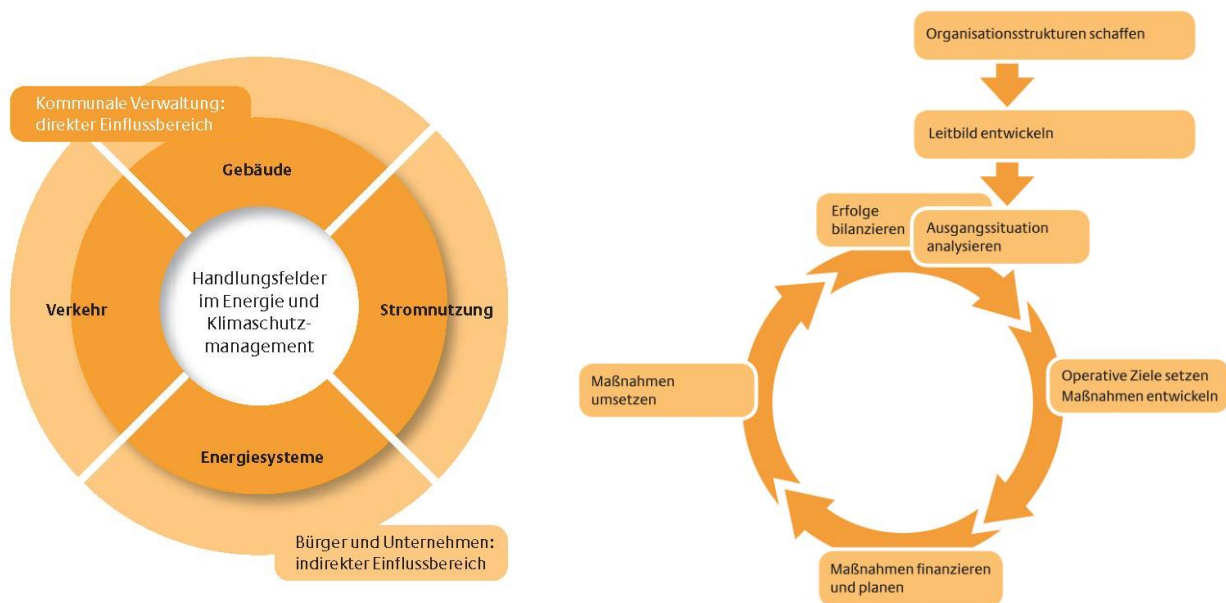 Kommunale Verwaltung:
direkter Einflussbereich
Gebäude
Handlungsfelder
im Energie und
Klimaschutz-
management
Verkehr
Stromnutzung
Energiesysteme
Bürger und Unternehmen:
indirekter Einflussbereich
Organisationsstrukturen schaffen
Leitbild entwickeln
Erfolge
bilanzieren
Ausgangssituation
analysieren
Operative Ziele setzen
Maßnahmen entwickeln
Maßnahmen finanzieren
und planen
Maßnahmen
umsetzen